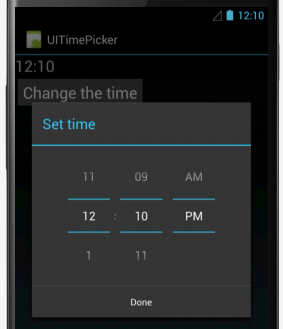 12:10
UITimePicker
12:10
Change the time
Set time
11 09 AM
12 : 10 PM
1 11
Done